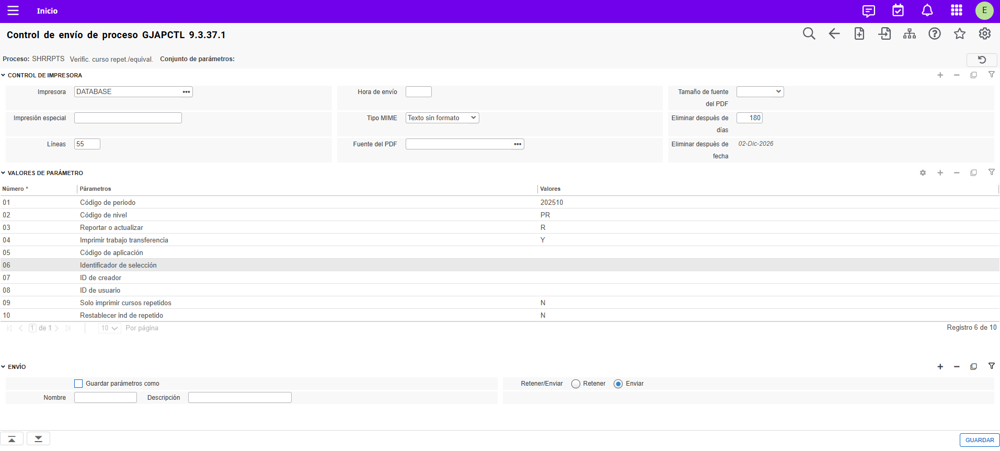 Inicio
E
Control de envío de proceso GJAPCTL 9.3.37.1
Proceso: SHRRPTS Verific. curso repet./equival. Conjunto de parámetros:
CONTROL DE IMPRESORA
Impresora DATABASE ••• Hora de envío Tamaño de fuente del PDF
Impresión especial Tipo MIME Texto sin formato Eliminar después de días 180
Líneas 55 Fuente del PDF ••• Eliminar después de fecha 02-Dic-2026
VALORES DE PARÁMETRO
Número * Párametros Valores
01 Código de periodo 202510
02 Código de nivel PR
03 Reportar o actualizar R
04 Imprimir trabajo transferencia Y
05 Código de aplicación
06 Identificador de selección
07 ID de creador
08 ID de usuario
09 Solo imprimir cursos repetidos N
10 Restablecer ind de repetido N
1 de 1 10 Por página Registro 6 de 10
ENVÍO
Guardar parámetros como Retener/Enviar Retener Enviar
Nombre Descripción
GUARDAR